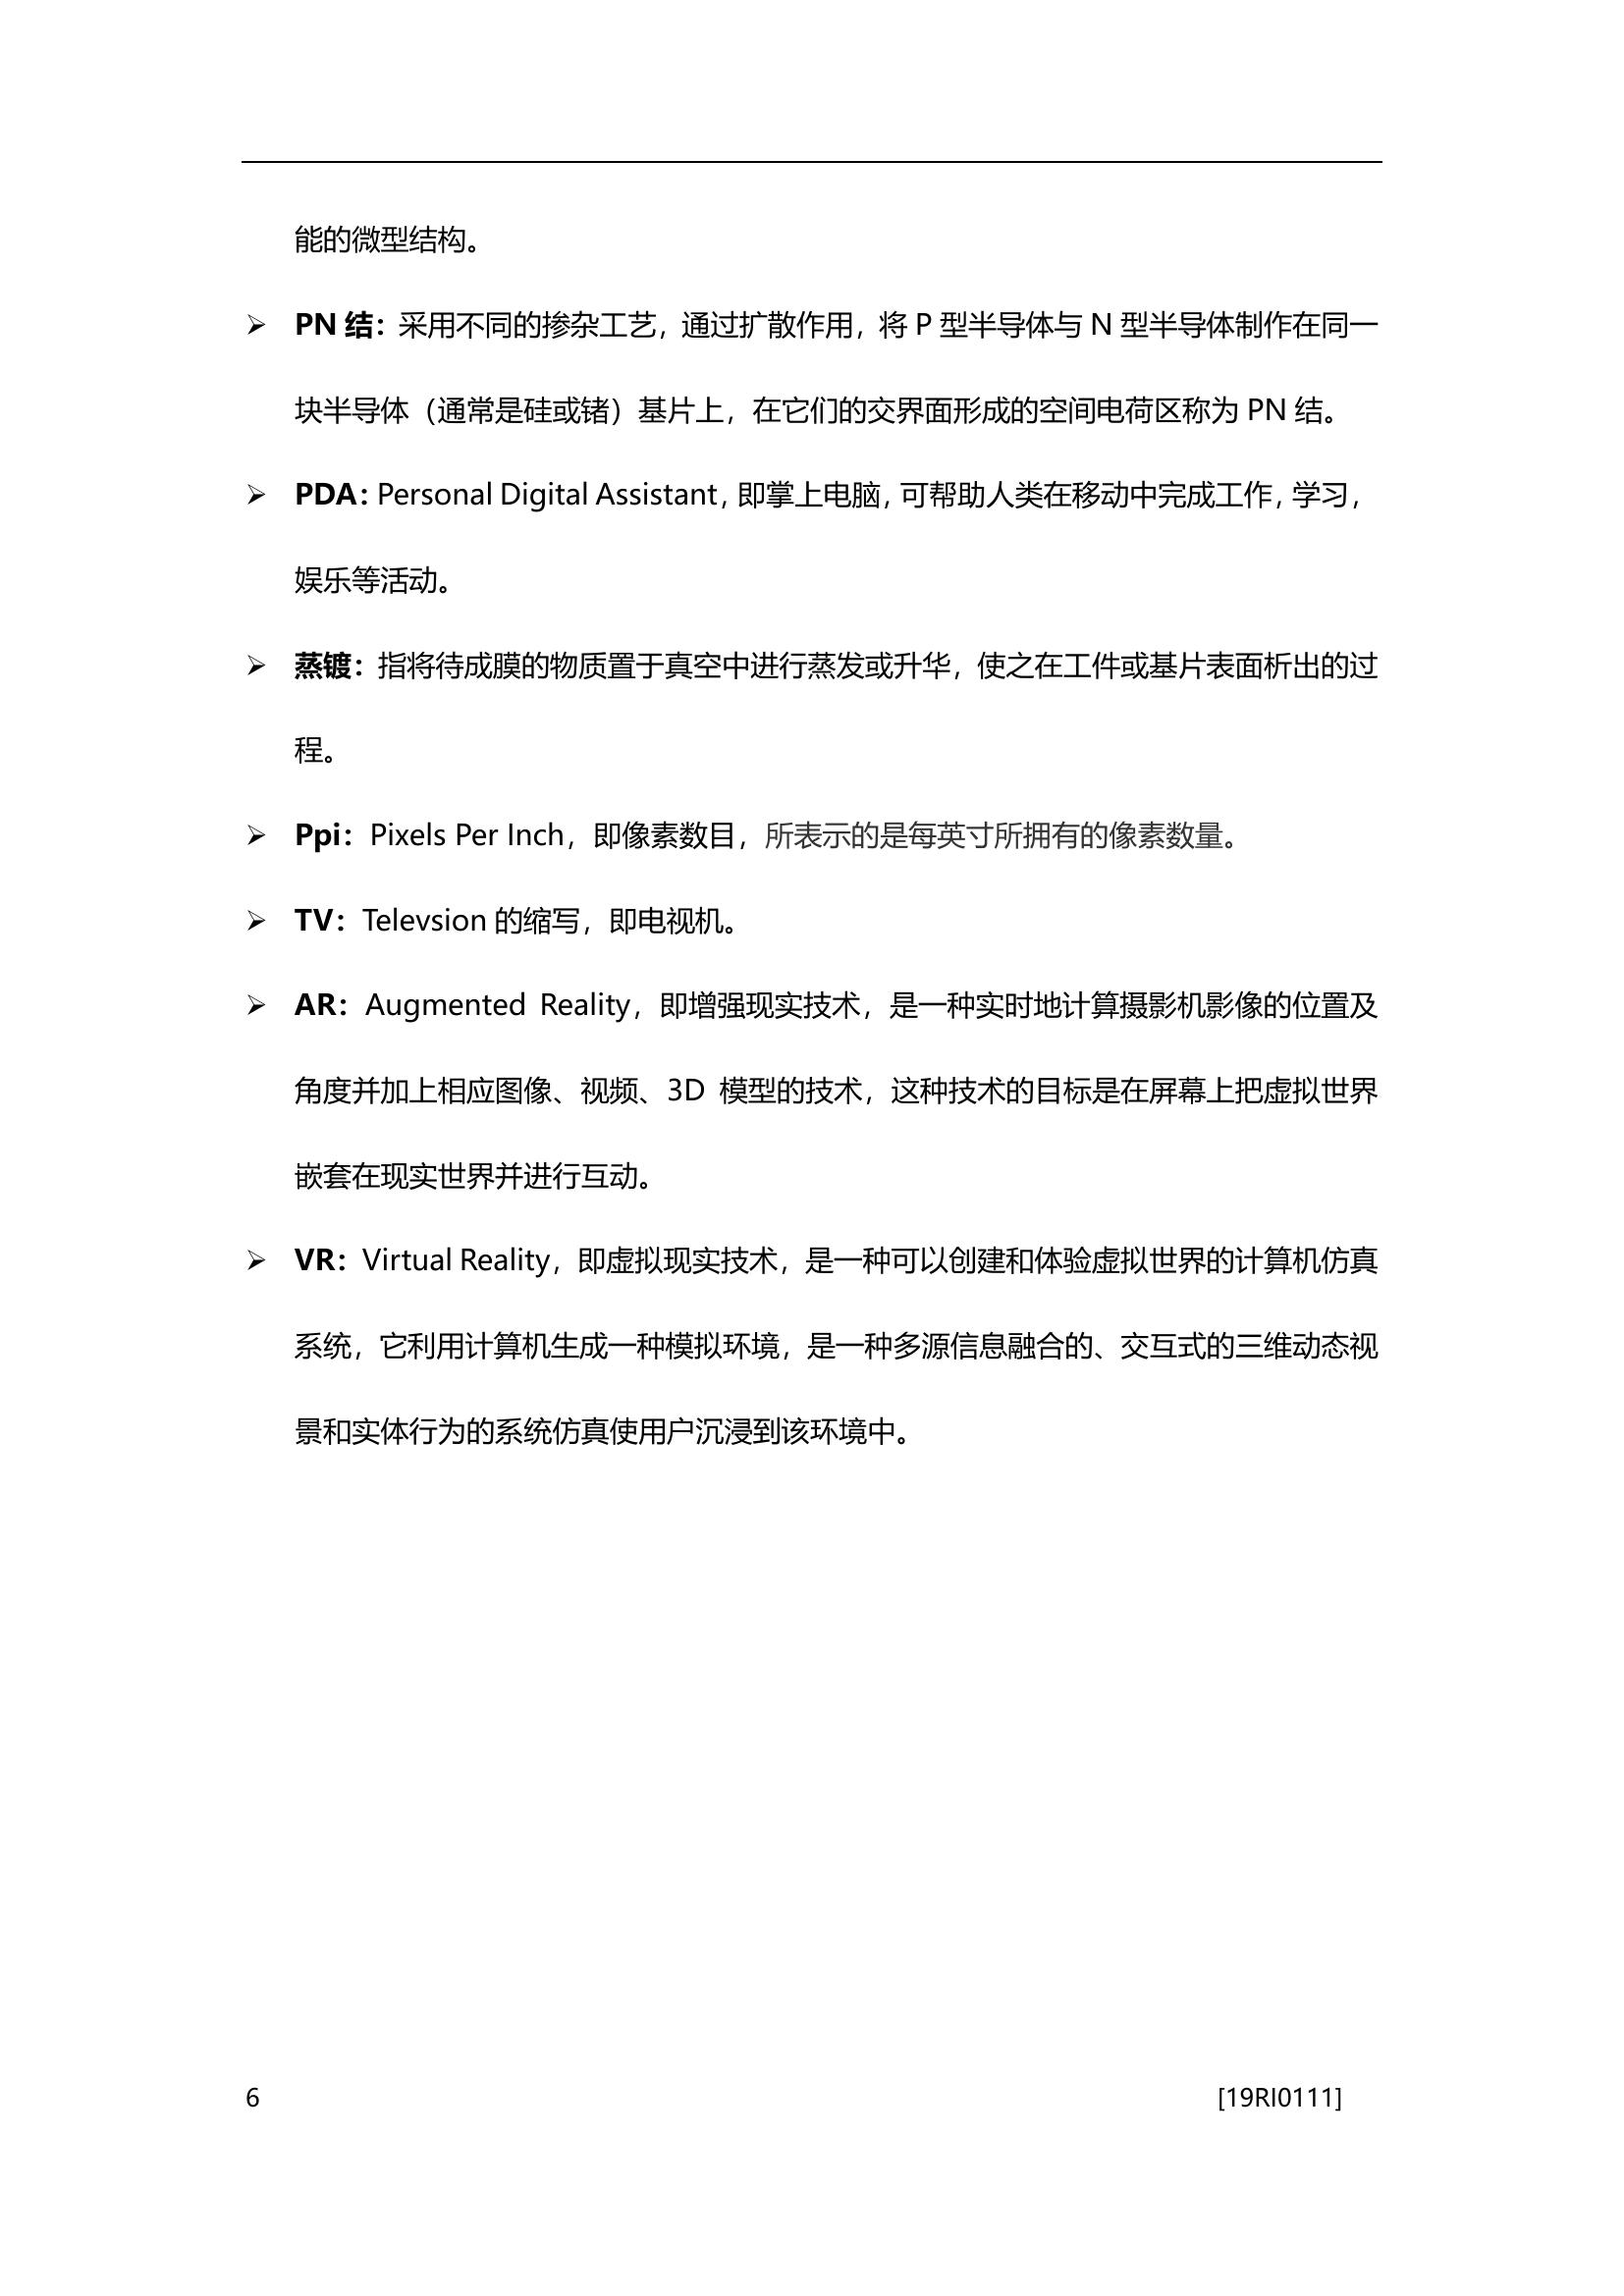 能的微型结构。
➢ PN 结：采用不同的掺杂工艺，通过扩散作用，将 P 型半导体与 N 型半导体制作在同一
块半导体（通常是硅或锗）基片上，在它们的交界面形成的空间电荷区称为 PN 结。
➢ PDA：Personal Digital Assistant，即掌上电脑，可帮助人类在移动中完成工作，学习，
娱乐等活动。
➢ 蒸镀：指将待成膜的物质置于真空中进行蒸发或升华，使之在工件或基片表面析出的过
程。
➢ Ppi：Pixels Per Inch，即像素数目，所表示的是每英寸所拥有的像素数量。
➢ TV：Televsion 的缩写，即电视机。
➢ AR：Augmented Reality，即增强现实技术，是一种实时地计算摄影机影像的位置及
角度并加上相应图像、视频、3D 模型的技术，这种技术的目标是在屏幕上把虚拟世界
嵌套在现实世界并进行互动。
➢ VR：Virtual Reality，即虚拟现实技术，是一种可以创建和体验虚拟世界的计算机仿真
系统，它利用计算机生成一种模拟环境，是一种多源信息融合的、交互式的三维动态视
景和实体行为的系统仿真使用户沉浸到该环境中。
6 [19RI0111]